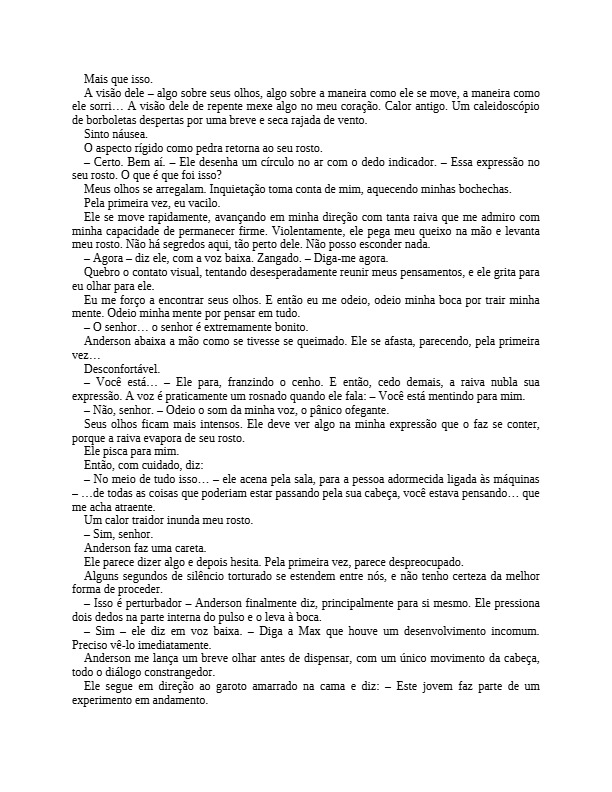 Mais que isso.
A visão dele – algo sobre seus olhos, algo sobre a maneira como ele se move, a maneira como
ele sorri… A visão dele de repente mexe algo no meu coração. Calor antigo. Um caleidoscópio
de borboletas despertas por uma breve e seca rajada de vento.
Sinto náusea.
O aspecto rígido como pedra retorna ao seu rosto.
– Certo. Bem aí. – Ele desenha um círculo no ar com o dedo indicador. – Essa expressão no
seu rosto. O que é que foi isso?
Meus olhos se arregalam. Inquietação toma conta de mim, aquecendo minhas bochechas.
Pela primeira vez, eu vacilo.
Ele se move rapidamente, avançando em minha direção com tanta raiva que me admiro com
minha capacidade de permanecer firme. Violentamente, ele pega meu queixo na mão e levanta
meu rosto. Não há segredos aqui, tão perto dele. Não posso esconder nada.
– Agora – diz ele, com a voz baixa. Zangado. – Diga-me agora.
Quebro o contato visual, tentando desesperadamente reunir meus pensamentos, e ele grita para
eu olhar para ele.
Eu me forço a encontrar seus olhos. E então eu me odeio, odeio minha boca por trair minha
mente. Odeio minha mente por pensar em tudo.
– O senhor… o senhor é extremamente bonito.
Anderson abaixa a mão como se tivesse se queimado. Ele se afasta, parecendo, pela primeira
vez…
Desconfortável.
– Você está… – Ele para, franzindo o cenho. E então, cedo demais, a raiva nubla sua
expressão. A voz é praticamente um rosnado quando ele fala: – Você está mentindo para mim.
– Não, senhor. – Odeio o som da minha voz, o pânico ofegante.
Seus olhos ficam mais intensos. Ele deve ver algo na minha expressão que o faz se conter,
porque a raiva evapora de seu rosto.
Ele pisca para mim.
Então, com cuidado, diz:
– No meio de tudo isso… – ele acena pela sala, para a pessoa adormecida ligada às máquinas
– …de todas as coisas que poderiam estar passando pela sua cabeça, você estava pensando… que
me acha atraente.
Um calor traidor inunda meu rosto.
– Sim, senhor.
Anderson faz uma careta.
Ele parece dizer algo e depois hesita. Pela primeira vez, parece despreocupado.
Alguns segundos de silêncio torturado se estendem entre nós, e não tenho certeza da melhor
forma de proceder.
– Isso é perturbador – Anderson finalmente diz, principalmente para si mesmo. Ele pressiona
dois dedos na parte interna do pulso e o leva à boca.
– Sim – ele diz em voz baixa. – Diga a Max que houve um desenvolvimento incomum.
Preciso vê-lo imediatamente.
Anderson me lança um breve olhar antes de dispensar, com um único movimento da cabeça,
todo o diálogo constrangedor.
Ele segue em direção ao garoto amarrado na cama e diz: – Este jovem faz parte de um
experimento em andamento.